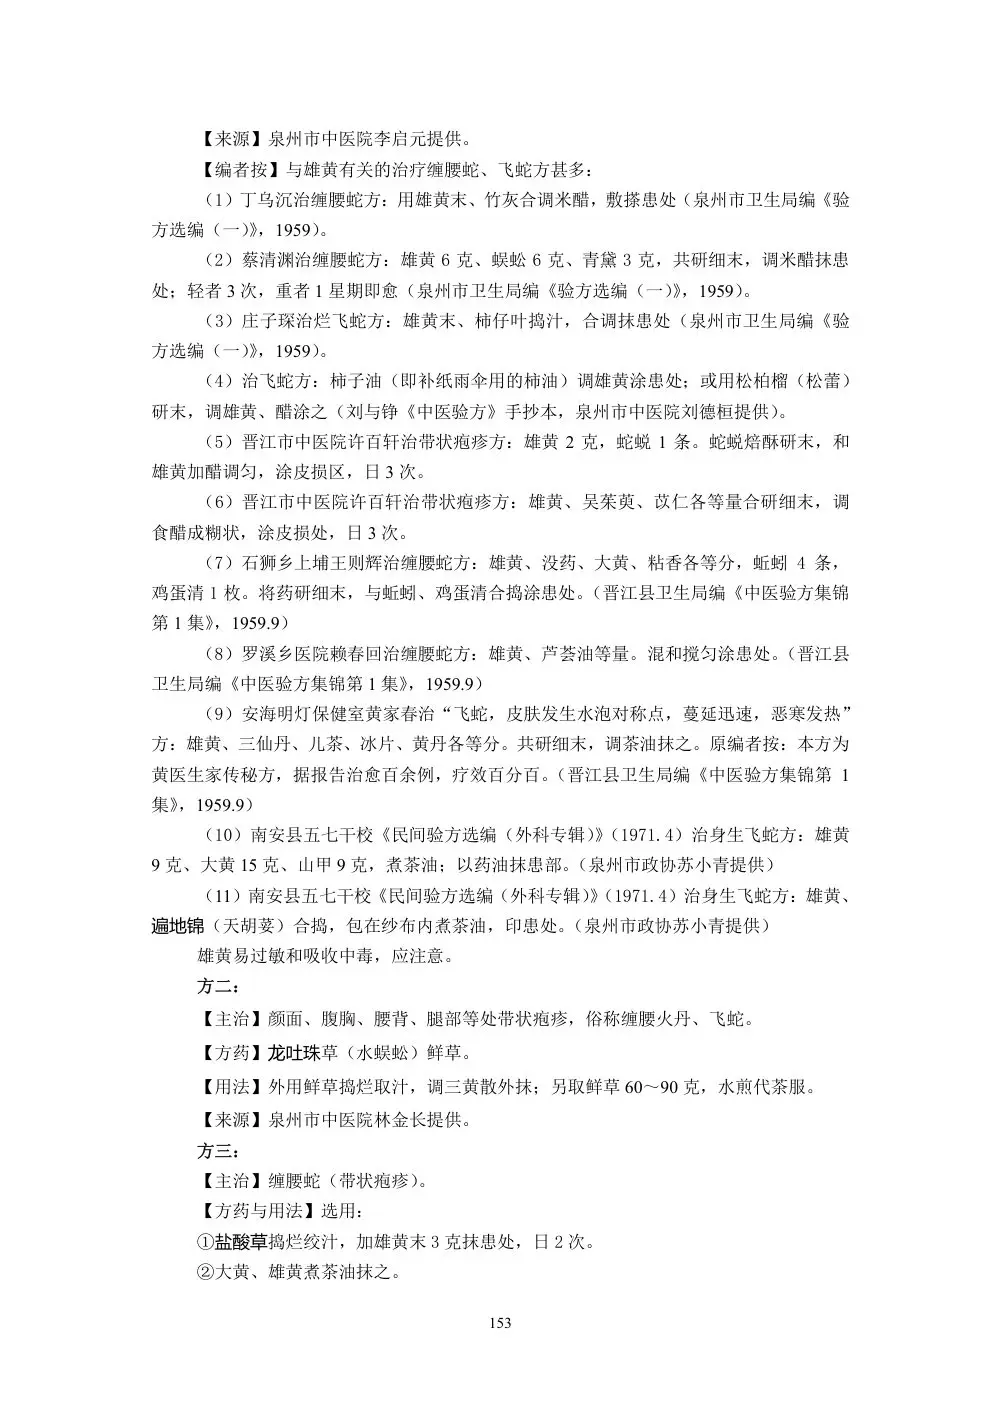 【来源】泉州市中医院李启元提供。
【编者按】与雄黄有关的治疗缠腰蛇、飞蛇方甚多：
（1）丁乌沉治缠腰蛇方：用雄黄末、竹灰合调米醋，敷搽患处（泉州市卫生局编《验
方选编（一）》，1959）。
（2）蔡清渊治缠腰蛇方：雄黄 6 克、蜈蚣 6 克、青黛 3 克，共研细末，调米醋抹患
处；轻者 3 次，重者 1 星期即愈（泉州市卫生局编《验方选编（一）》，1959）。
（3）庄子琛治烂飞蛇方：雄黄末、柿仔叶捣汁，合调抹患处（泉州市卫生局编《验
方选编（一）》，1959）。
（4）治飞蛇方：柿子油（即补纸雨伞用的柿油）调雄黄涂患处；或用松柏榴（松蕾）
研末，调雄黄、醋涂之（刘与铮《中医验方》手抄本，泉州市中医院刘德桓提供）。
（5）晋江市中医院许百轩治带状疱疹方：雄黄 2 克，蛇蜕 1 条。蛇蜕焙酥研末，和
雄黄加醋调匀，涂皮损区，日 3 次。
（6）晋江市中医院许百轩治带状疱疹方：雄黄、吴茱萸、苡仁各等量合研细末，调
食醋成糊状，涂皮损处，日 3 次。
（7）石狮乡上埔王则辉治缠腰蛇方：雄黄、没药、大黄、粘香各等分，蚯蚓 4 条，
鸡蛋清 1 枚。将药研细末，与蚯蚓、鸡蛋清合捣涂患处。（晋江县卫生局编《中医验方集锦
第 1 集》，1959.9）
（8）罗溪乡医院赖春回治缠腰蛇方：雄黄、芦荟油等量。混和搅匀涂患处。（晋江县
卫生局编《中医验方集锦第 1 集》，1959.9）
（9）安海明灯保健室黄家春治“飞蛇，皮肤发生水泡对称点，蔓延迅速，恶寒发热”
方：雄黄、三仙丹、儿茶、冰片、黄丹各等分。共研细末，调茶油抹之。原编者按：本方为
黄医生家传秘方，据报告治愈百余例，疗效百分百。（晋江县卫生局编《中医验方集锦第 1
集》，1959.9）
（10）南安县五七干校《民间验方选编（外科专辑）》（1971.4）治身生飞蛇方：雄黄
9 克、大黄 15 克、山甲 9 克，煮茶油；以药油抹患部。（泉州市政协苏小青提供）
（11）南安县五七干校《民间验方选编（外科专辑）》（1971.4）治身生飞蛇方：雄黄、
遍地锦（天胡荽）合捣，包在纱布内煮茶油，印患处。（泉州市政协苏小青提供）
雄黄易过敏和吸收中毒，应注意。
方二：
【主治】颜面、腹胸、腰背、腿部等处带状疱疹，俗称缠腰火丹、飞蛇。
【方药】龙吐珠草（水蜈蚣）鲜草。
【用法】外用鲜草捣烂取汁，调三黄散外抹；另取鲜草 60～90 克，水煎代茶服。
【来源】泉州市中医院林金长提供。
方三：
【主治】缠腰蛇（带状疱疹）。
【方药与用法】选用：
①盐酸草捣烂绞汁，加雄黄末 3 克抹患处，日 2 次。
②大黄、雄黄煮茶油抹之。
153